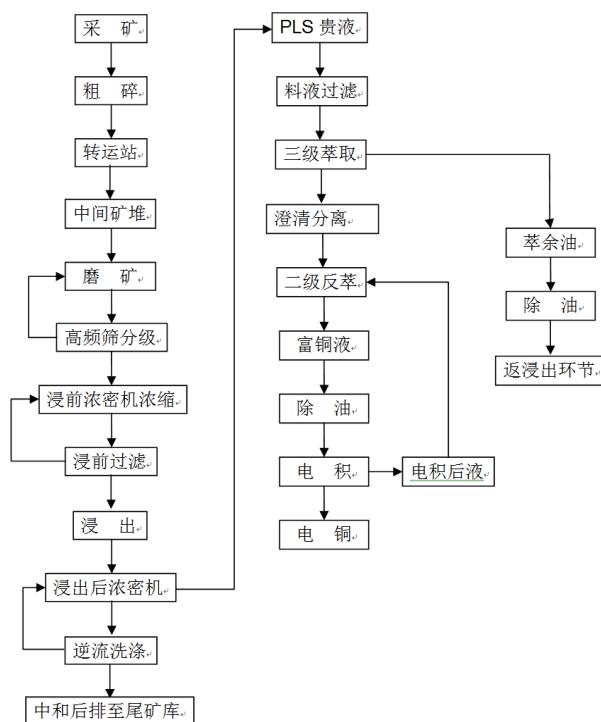 采 矿
粗 碎
转运站
中间矿堆
磨 矿
高频筛分级
浸前浓密机浓缩
浸前过滤
浸 出
浸出后浓密机
逆流洗涤
中和后排至尾矿库
PLS 贵液
料液过滤
三级萃取
澄清分离
二级反萃
富铜液
除 油
电 积
电铜
电积后液
萃余油
除 油
返浸出环节